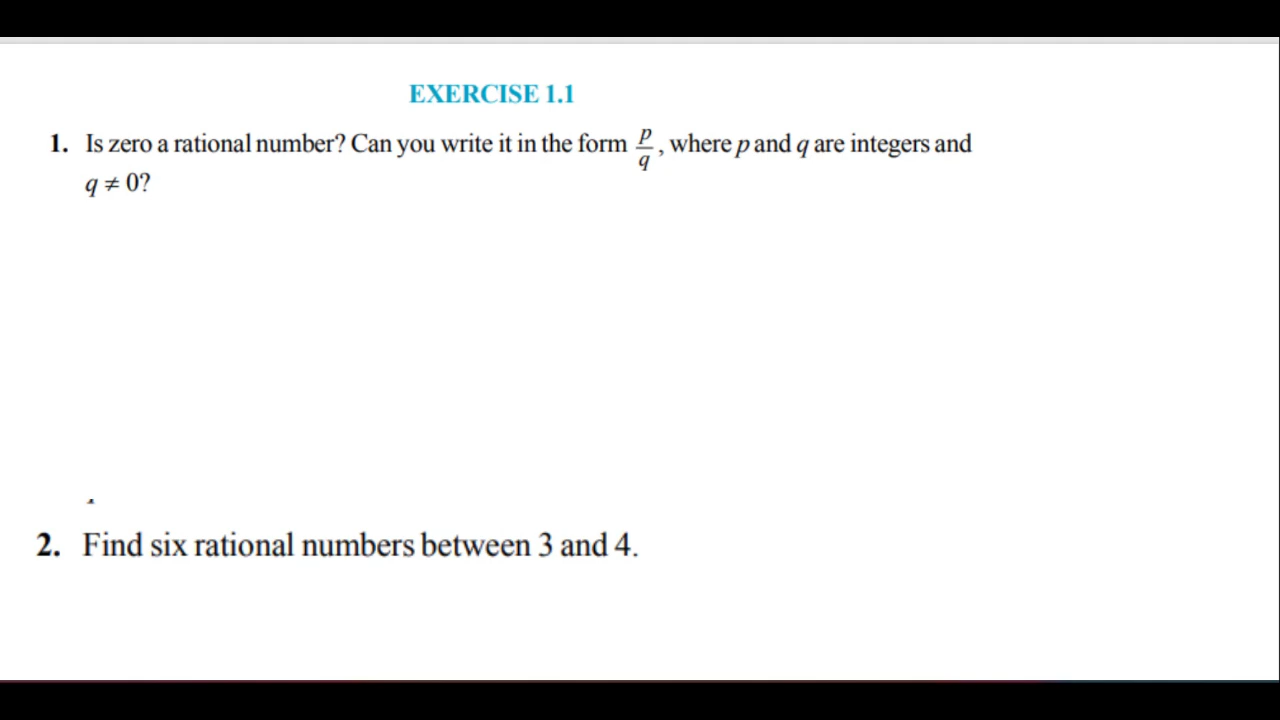 EXERCISE 1.1
1. Is zero a rational number? Can you write it in the form p/q, where p and q are integers and
q ≠ 0?
2. Find six rational numbers between 3 and 4.